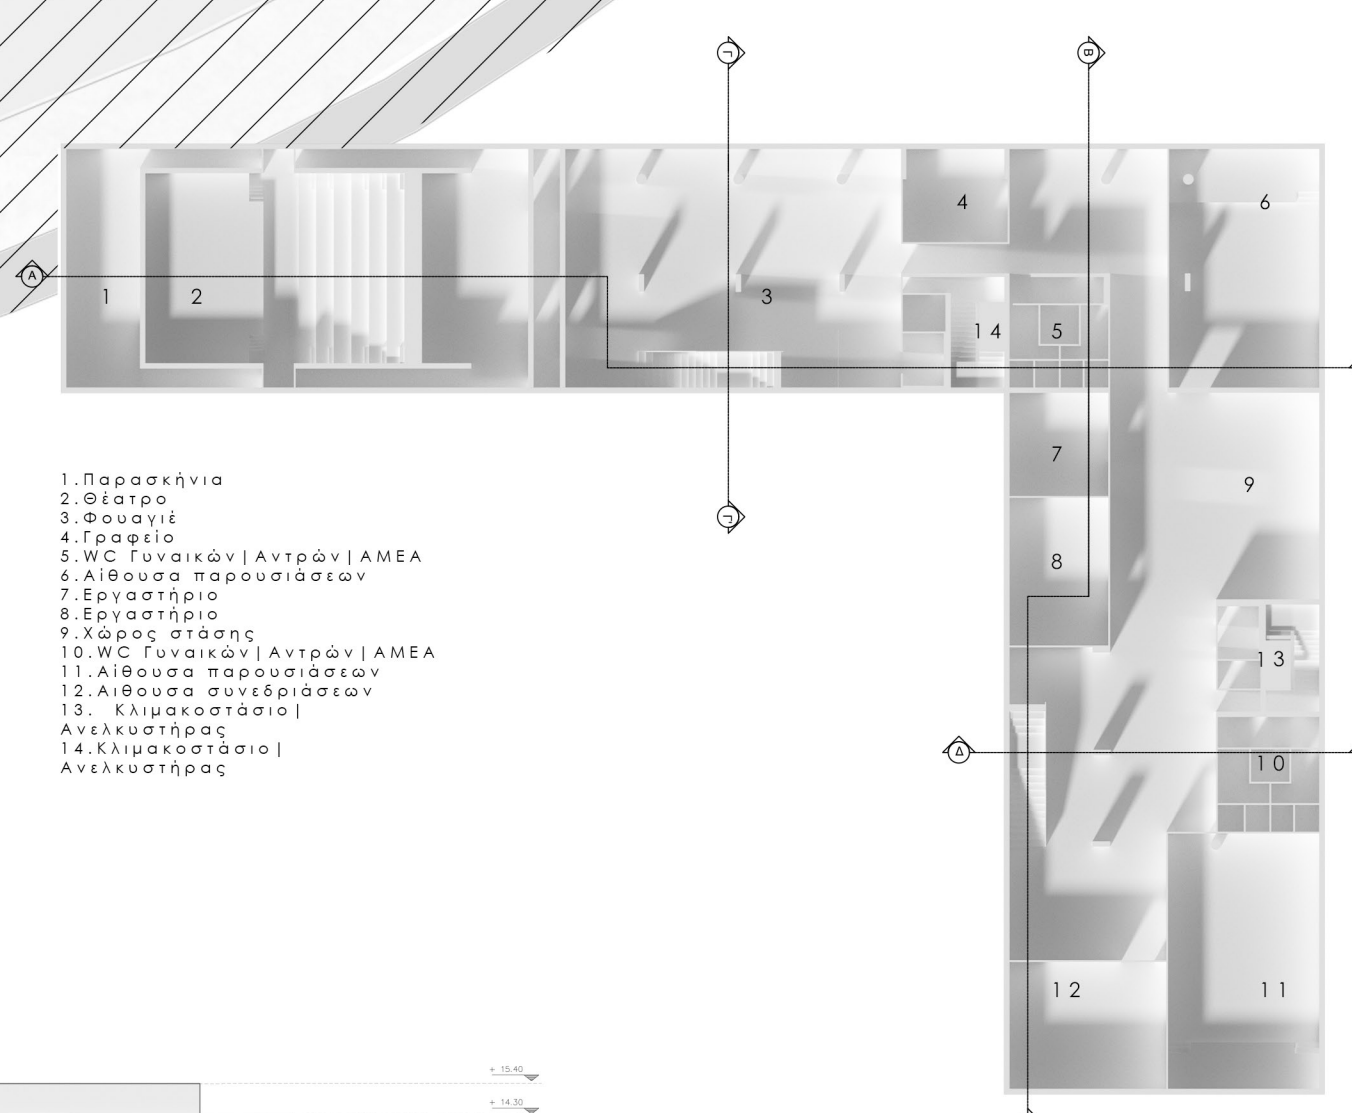 Γ
Β
4
6
Α
1
2
3
14
5
7
9
1.Παρασκήνια
2.Θέατρο
3.Φουαγιέ
4.Γραφείο
5.WC Γυναικών|Αντρών|ΑΜΕΑ
6.Αίθουσα παρουσιάσεων
7.Εργαστήριο
8.Εργαστήριο
9.Χώρος στάσης
10.WC Γυναικών|Αντρών|ΑΜΕΑ
11.Αίθουσα παρουσιάσεων
12.Αιθουσα συνεδριάσεων
13. Κλιμακοστάσιο|
Ανελκυστήρας
14.Κλιμακοστάσιο|
Ανελκυστήρας
Γ
8
13
Δ
10
12
11
+ 15.40
+ 14.30